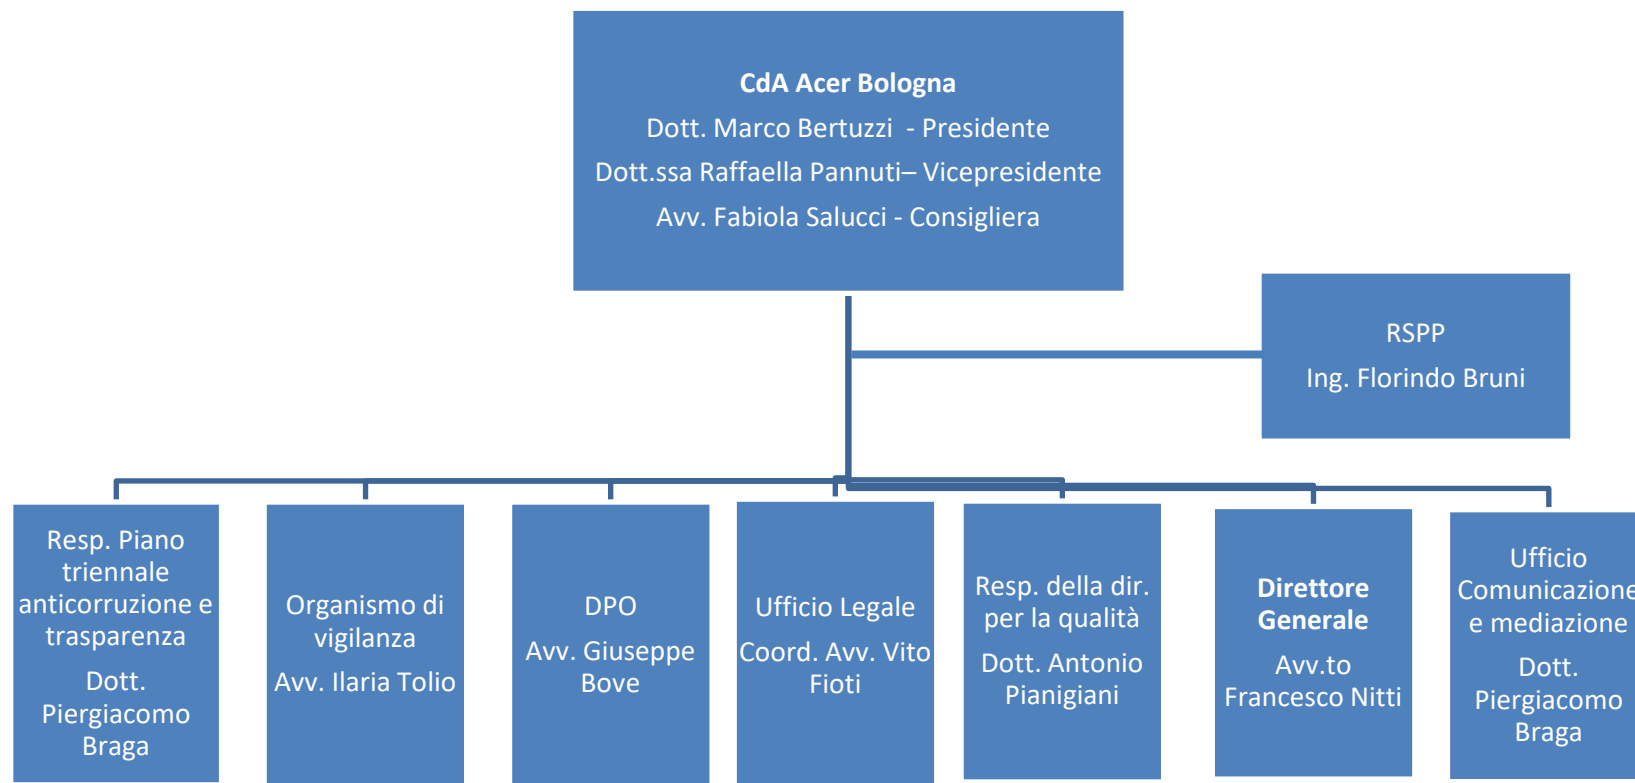 CdA Acer Bologna
Dott. Marco Bertuzzi - Presidente
Dott.ssa Raffaella Pannuti– Vicepresidente
Avv. Fabiola Salucci - Consigliera
RSPP
Ing. Florindo Bruni
Resp. Piano
triennale
anticorruzione e
trasparenza
Dott.
Piergiacomo
Braga
Organismo di
vigilanza
Avv. Ilaria Tolio
DPO
Avv. Giuseppe
Bove
Ufficio Legale
Coord. Avv. Vito
Fioti
Resp. della dir.
per la qualità
Dott. Antonio
Pianigiani
Direttore
Generale
Avv.to
Francesco Nitti
Ufficio
Comunicazione
e mediazione
Dott.
Piergiacomo
Braga